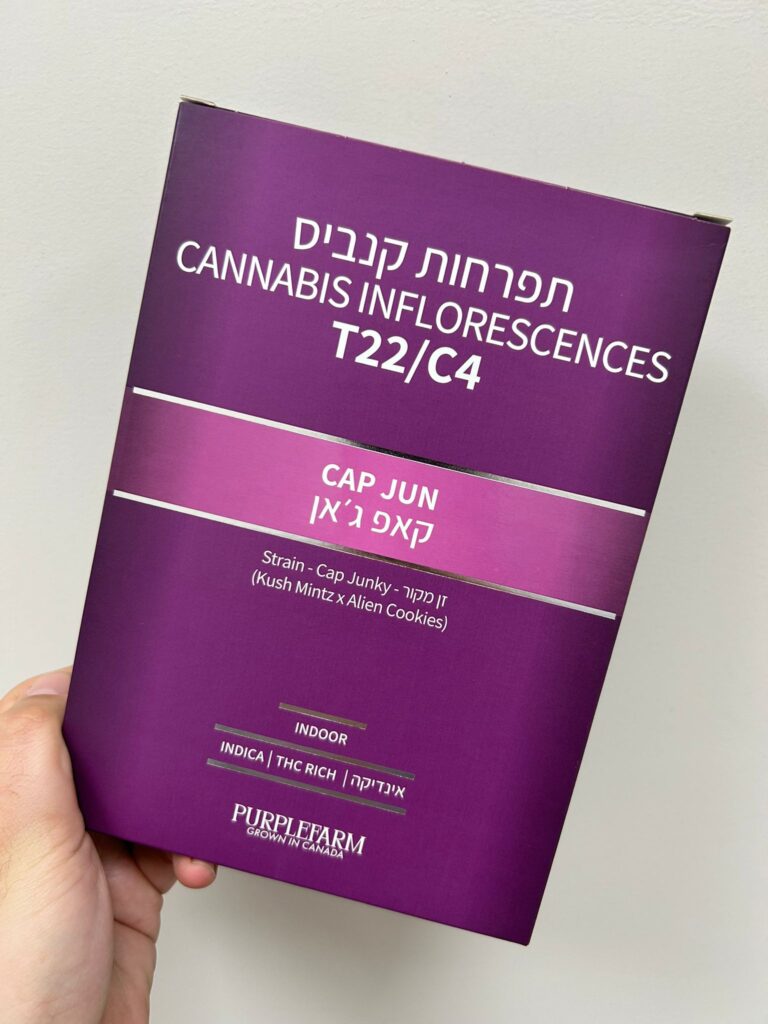 תפרחות קנביס
CANNABIS INFLORESCENCES
T22/C4
CAP JUN
קאפ ג׳אן
Strain - Cap Junky - זן מקור
(Kush Mintz x Alien Cookies)
INDOOR
INDICA | THC RICH | אינדיקה
PURPLEFARM
GROWN IN CANADA